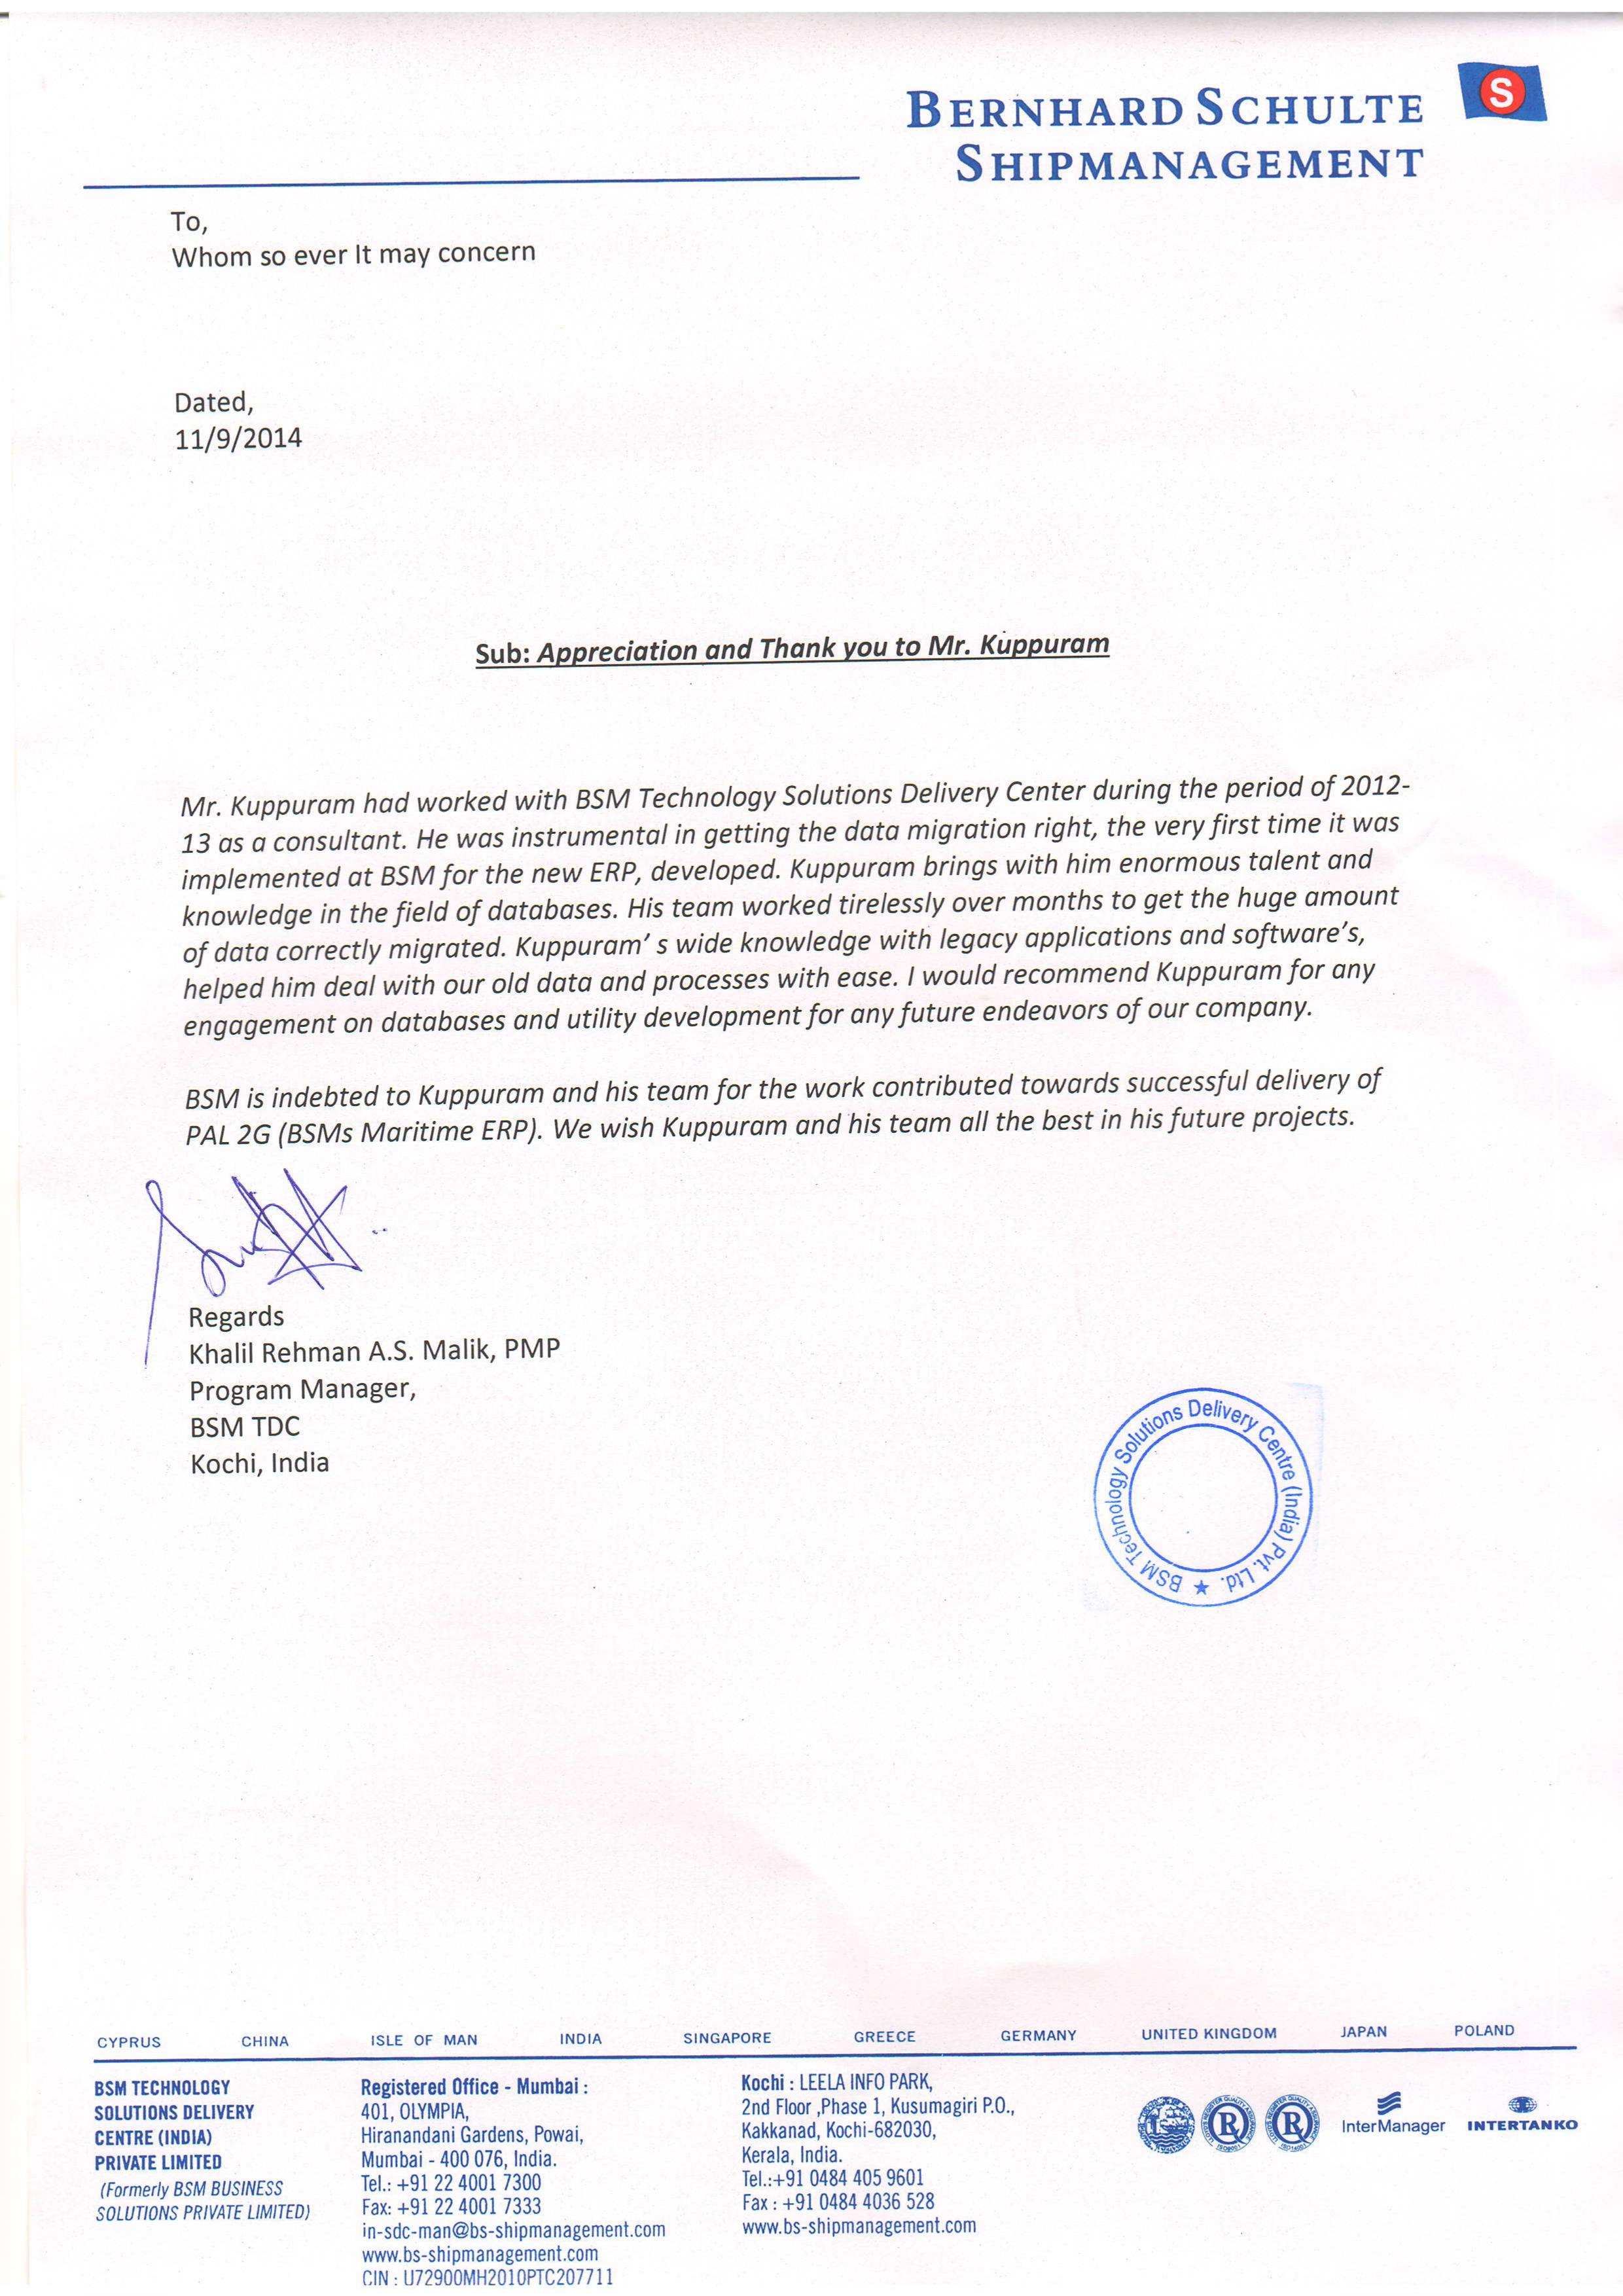 BERNHARD SCHULTE
SHIPMANAGEMENT
S
To,
Whom so ever It may concern
Dated,
11/9/2014
Sub: Appreciation and Thank you to Mr. Kuppuram
Mr. Kuppuram had worked with BSM Technology Solutions Delivery Center during the period of 2012-
13 as a consultant. He was instrumental in getting the data migration right, the very first time it was
implemented at BSM for the new ERP, developed. Kuppuram brings with him enormous talent and
knowledge in the field of databases. His team worked tirelessly over months to get the huge amount
of data correctly migrated. Kuppuram’ s wide knowledge with legacy applications and software’s,
helped him deal with our old data and processes with ease. I would recommend Kuppuram for any
engagement on databases and utility development for any future endeavors of our company.
BSM is indebted to Kuppuram and his team for the work contributed towards successful delivery of
PAL 2G (BSMs Maritime ERP). We wish Kuppuram and his team all the best in his future projects.
Regards
Khalil Rehman A.S. Malik, PMP
Program Manager,
BSM TDC
Kochi, India
BSM Technology Solutions Delivery Centre (India) Pvt. Ltd. ★
CYPRUS CHINA ISLE OF MAN INDIA SINGAPORE GREECE GERMANY UNITED KINGDOM JAPAN POLAND
BSM TECHNOLOGY
SOLUTIONS DELIVERY
CENTRE (INDIA)
PRIVATE LIMITED
(Formerly BSM BUSINESS
SOLUTIONS PRIVATE LIMITED)
Registered Office - Mumbai :
401, OLYMPIA,
Hiranandani Gardens, Powai,
Mumbai - 400 076, India.
Tel.: +91 22 4001 7300
Fax: +91 22 4001 7333
in-sdc-man@bs-shipmanagement.com
www.bs-shipmanagement.com
CIN : U72900MH2010PTC207711
Kochi : LEELA INFO PARK,
2nd Floor ,Phase 1, Kusumagiri P.O.,
Kakkanad, Kochi-682030,
Kerala, India.
Tel.:+91 0484 405 9601
Fax : +91 0484 4036 528
www.bs-shipmanagement.com
R
R
InterManager
INTERTANKO